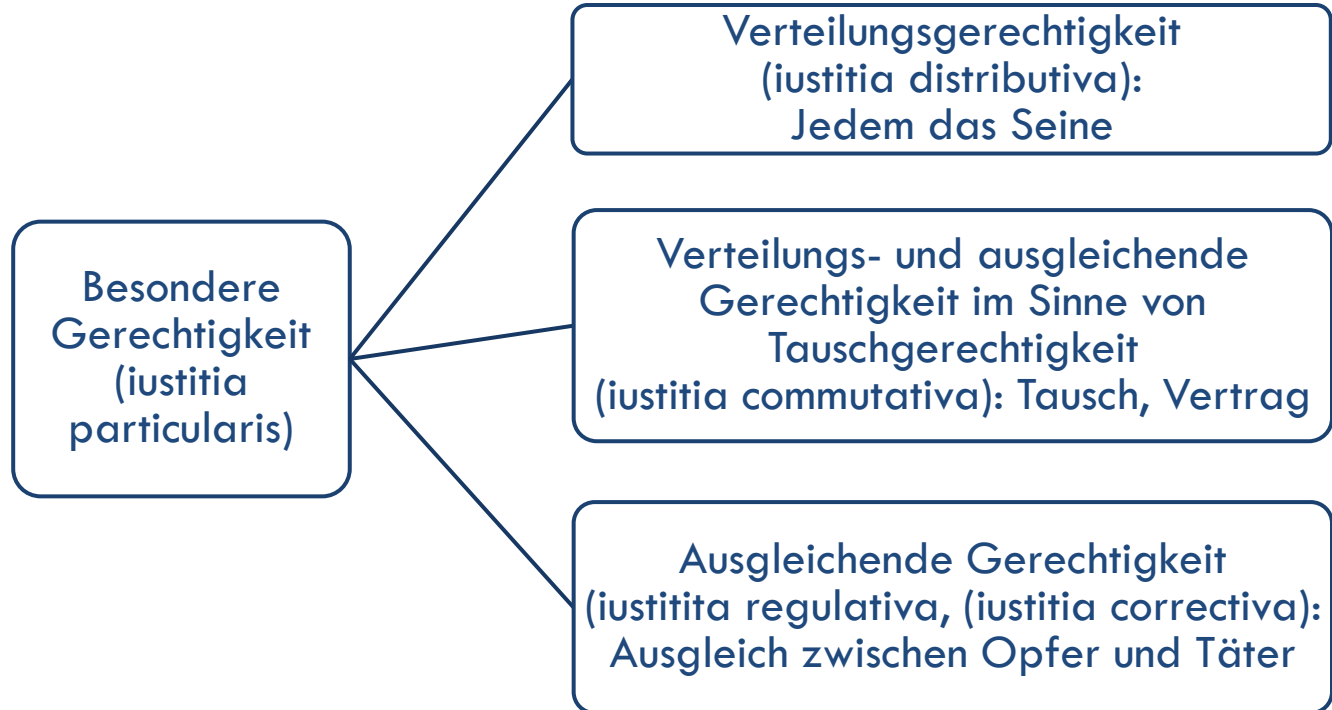 Besondere
Gerechtigkeit
(iustitia
particularis)
Verteilungsgerechtigkeit
(iustitia distributiva):
Jedem das Seine
Verteilungs- und ausgleichende
Gerechtigkeit im Sinne von
Tauschgerechtigkeit
(iustitia commutativa): Tausch, Vertrag
Ausgleichende Gerechtigkeit
(iustitita regulativa, (iustitia correctiva):
Ausgleich zwischen Opfer und Täter